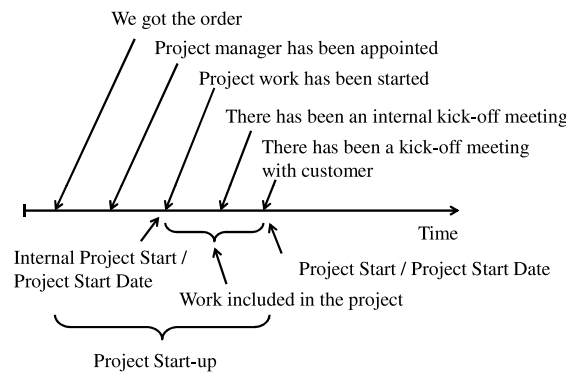 We got the order
Project manager has been appointed
Project work has been started
There has been an internal kick-off meeting
There has been a kick-off meeting
with customer
Time
Internal Project Start /
Project Start Date
Project Start / Project Start Date
Work included in the project
Project Start-up